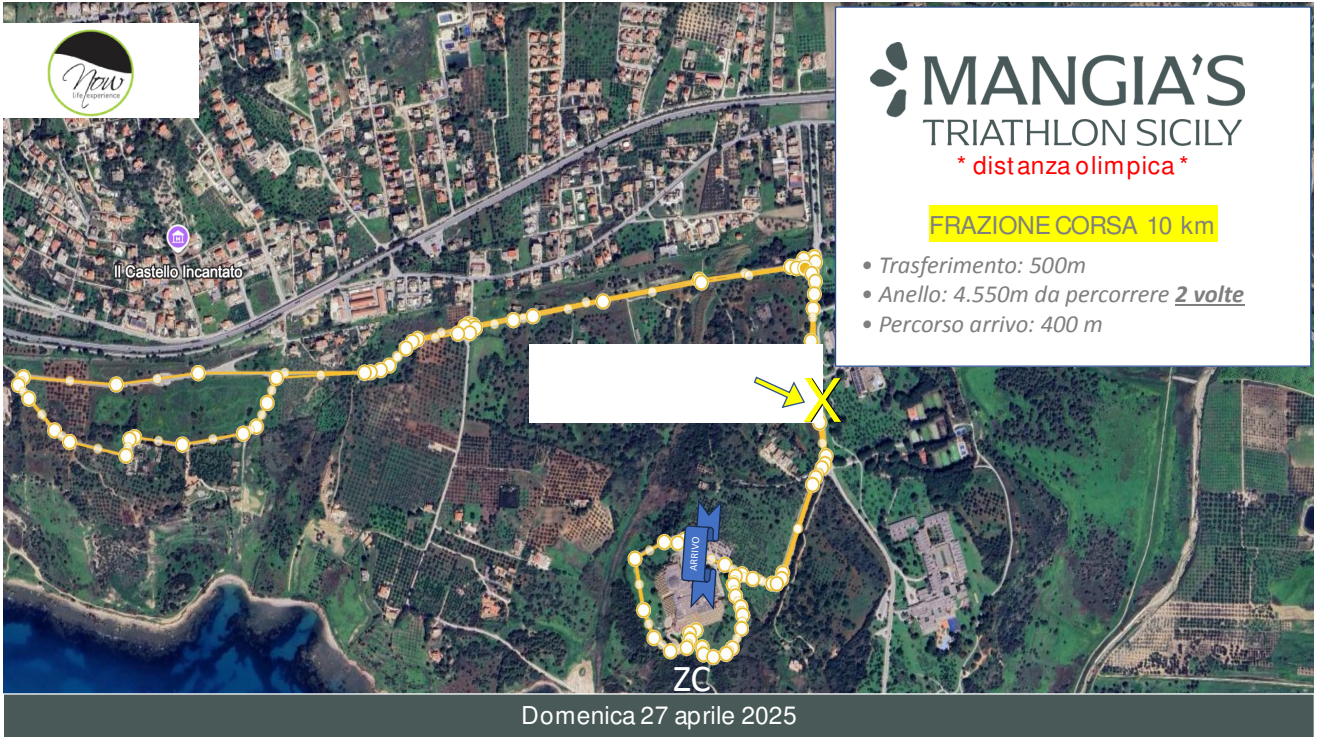 Now
life experience
MANGIA'S
TRIATHLON SICILY
* distanza olimpica *
FRAZIONE CORSA 10 km
• Trasferimento: 500m
• Anello: 4.550m da percorrere 2 volte
• Percorso arrivo: 400 m
Il Castello Incantato
X
ARRIVO
ZC
Domenica 27 aprile 2025